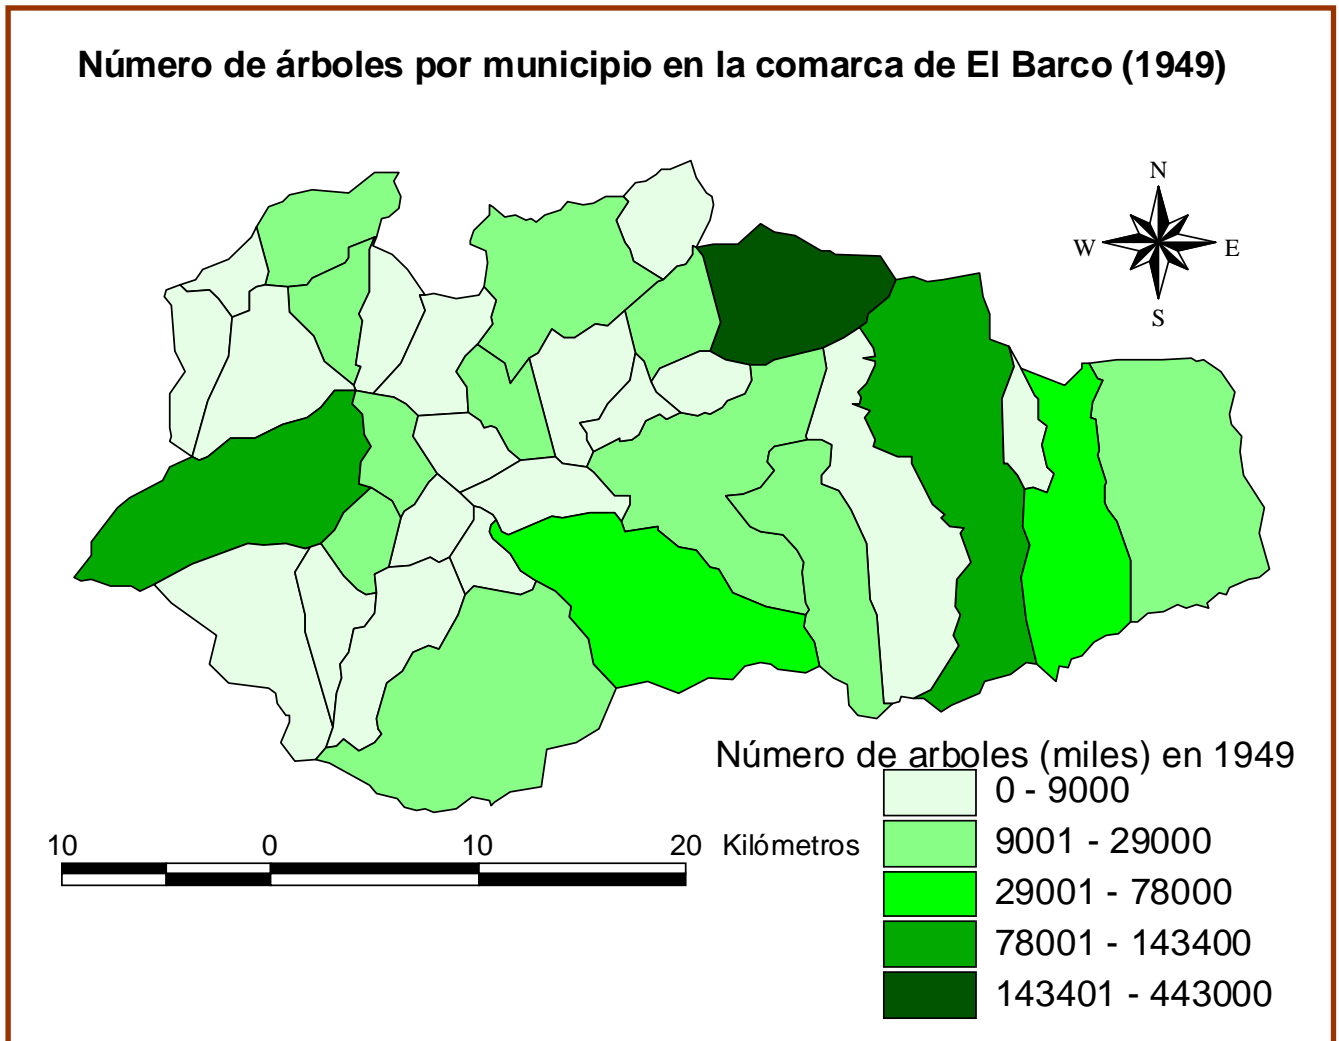 Número de árboles por municipio en la comarca de El Barco (1949)
N
W E
S
Número de arboles (miles) en 1949
0 - 9000
9001 - 29000
29001 - 78000
78001 - 143400
143401 - 443000
10 0 10 20 Kilómetros